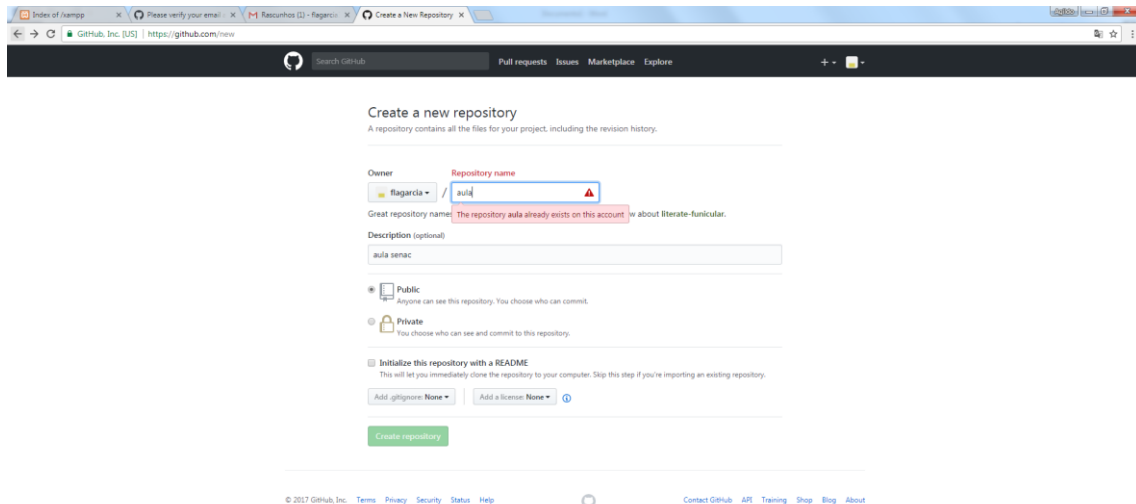 Index of /xampp
Please verify your email
Rascunhos (1) - flagarcia
Create a New Repository
GitHub, Inc. [US] | https://github.com/new
Search GitHub
Pull requests Issues Marketplace Explore
Create a new repository
A repository contains all the files for your project, including the revision history.
Owner Repository name
flagarcia / aula
Great repository name The repository aula already exists on this account w about literate-funicular.
Description (optional)
aula senac
Public
Anyone can see this repository. You choose who can commit.
Private
You choose who can see and commit to this repository.
Initialize this repository with a README
This will let you immediately clone the repository to your computer. Skip this step if you're importing an existing repository.
Add .gitignore: None Add a license: None
Create repository
© 2017 GitHub, Inc. Terms Privacy Security Status Help Contact GitHub API Training Shop Blog About